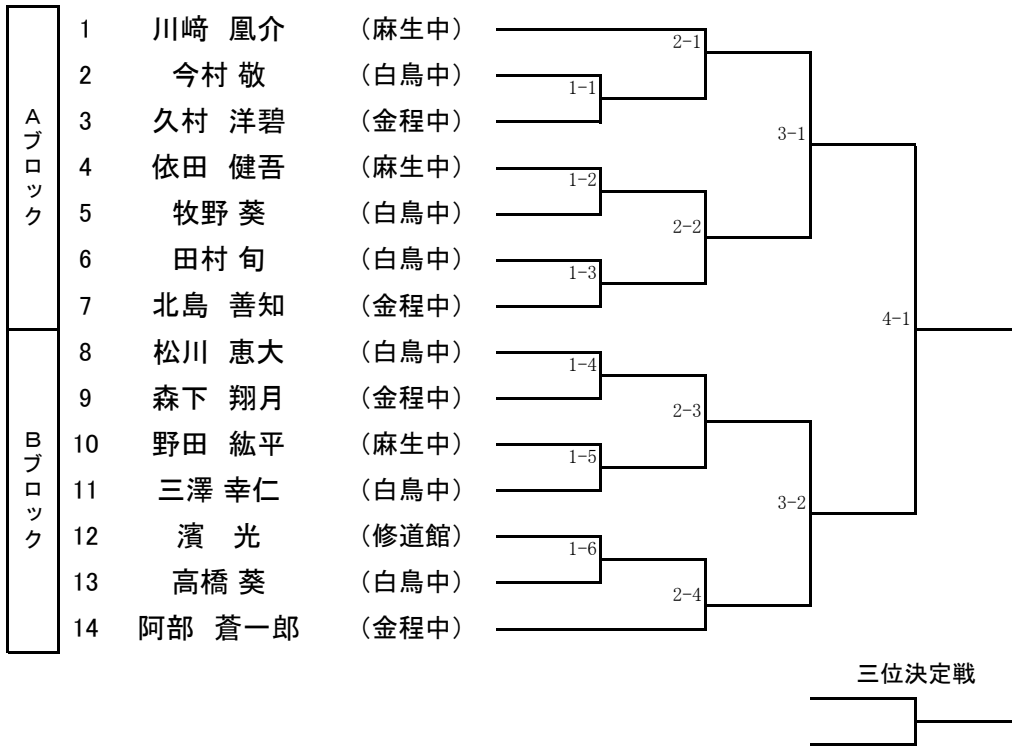 Aブロック
1 川﨑 凰介 （麻生中）
2 今村 敬 （白鳥中）
3 久村 洋碧 （金程中）
4 依田 健吾 （麻生中）
5 牧野 葵 （白鳥中）
6 田村 旬 （白鳥中）
7 北島 善知 （金程中）
Bブロック
8 松川 恵大 （白鳥中）
9 森下 翔月 （金程中）
10 野田 紘平 （麻生中）
11 三澤 幸仁 （白鳥中）
12 濱 光 （修道館）
13 高橋 葵 （白鳥中）
14 阿部 蒼一郎 （金程中）
1-1
1-2
1-3
1-4
1-5
1-6
2-1
2-2
2-3
2-4
3-1
3-2
4-1
三位決定戦